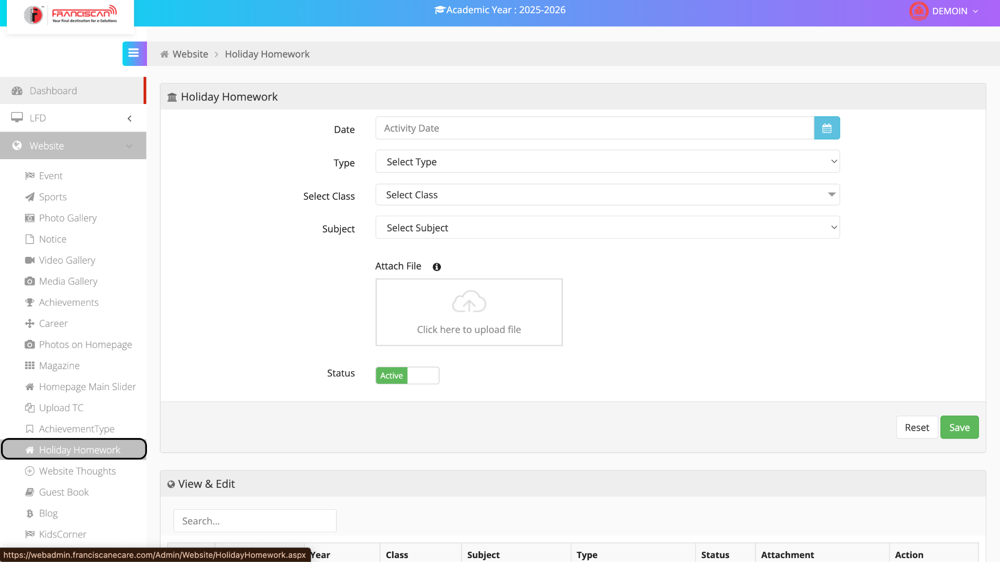 FRANCISCAN
Your final destination for e-Solutions
Academic Year : 2025-2026
DEMOIN
Website > Holiday Homework
Dashboard
LFD
Website
Event
Sports
Photo Gallery
Notice
Video Gallery
Media Gallery
Achievements
Career
Photos on Homepage
Magazine
Homepage Main Slider
Upload TC
AchievementType
Holiday Homework
Website Thoughts
Guest Book
Blog
KidsCorner
Holiday Homework
Date
Activity Date
Type
Select Type
Select Class
Select Class
Subject
Select Subject
Attach File
Click here to upload file
Status
Active
Reset
Save
View & Edit
Search...
Year
Class
Subject
Type
Status
Attachment
Action
https://webadmin.franciscanecare.com/Admin/Website/HolidayHomework.aspx